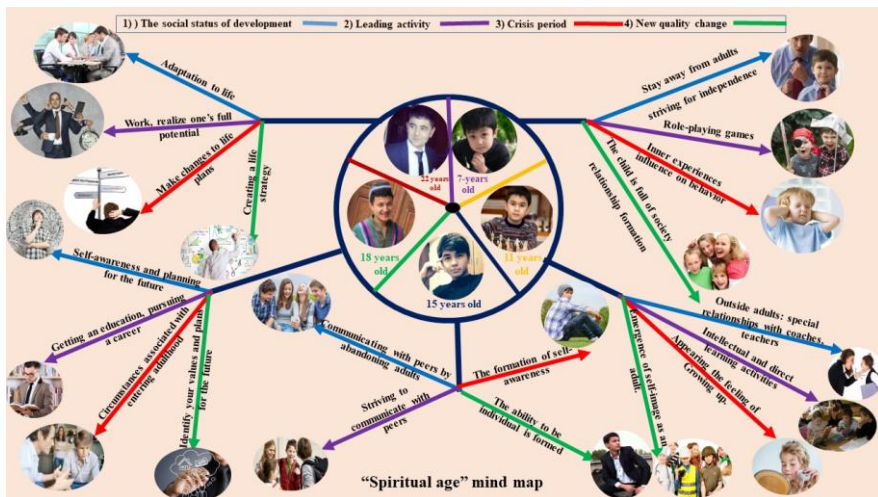 1) ) The social status of development 2) Leading activity 3) Crisis period 4) New quality change
Adaptation to life
Work, realize one's full
potential
Make changes to life
plans
Creating a life
strategy
Stay away from adults
striving for independence
Role-playing games
Inner experiences
influence on behavior
The child is full of society
relationship formation
22 years
old
7-years
old
18 years
old
11 years
old
15 years
old
Self-awareness and planning
for the future
Getting an education, pursuing
a career
Circumstances associated with
entering adulthood
Identify your values and plans
for the future
Communicating with peers by
abandoning adults
The formation of self-
awareness
Striving to
communicate with
peers
The ability to be
individual is formed
Outside adults: special
relationships with coaches,
teachers
Intellectual and direct
learning activities
Appearing the feeling of
Growing up.
Emergence of self-image as an
adult.
“Spiritual age” mind map